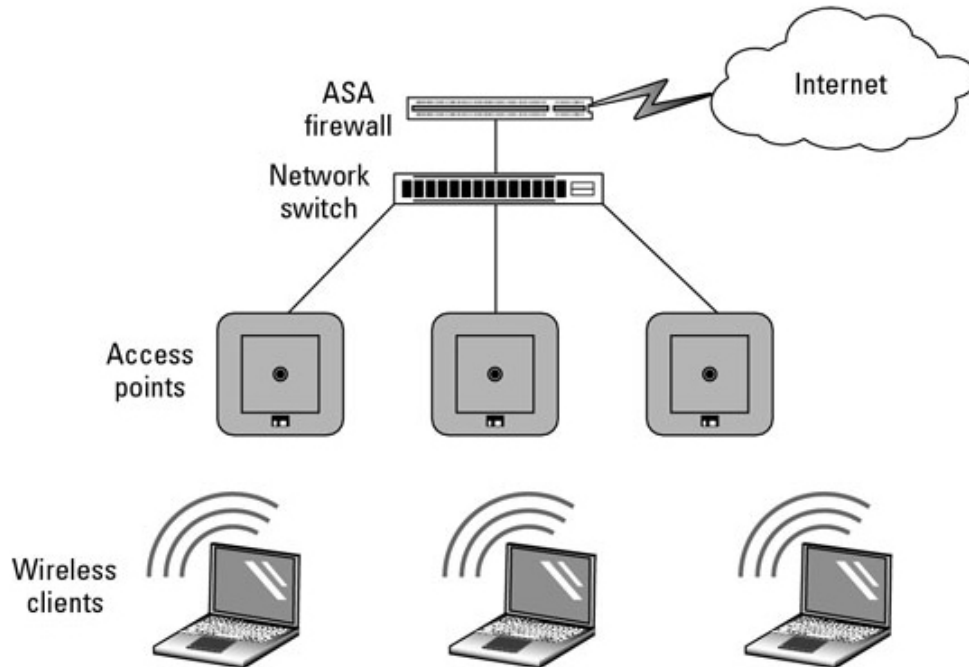 Internet
ASA
firewall
Network
switch
Access
points
Wireless
clients